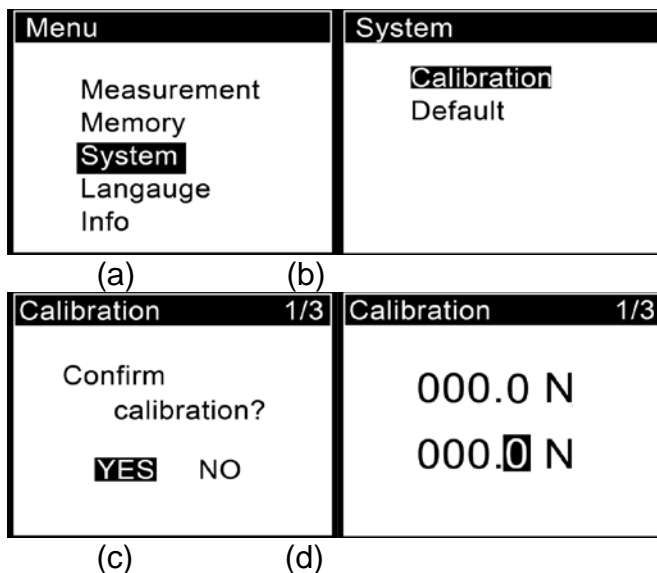 Menu
Measurement
Memory
System
Langauge
Info
System
Calibration
Default
(a) (b)
Calibration 1/3
Confirm
calibration?
YES NO
Calibration 1/3
000.0 N
000.0 N
(c) (d)